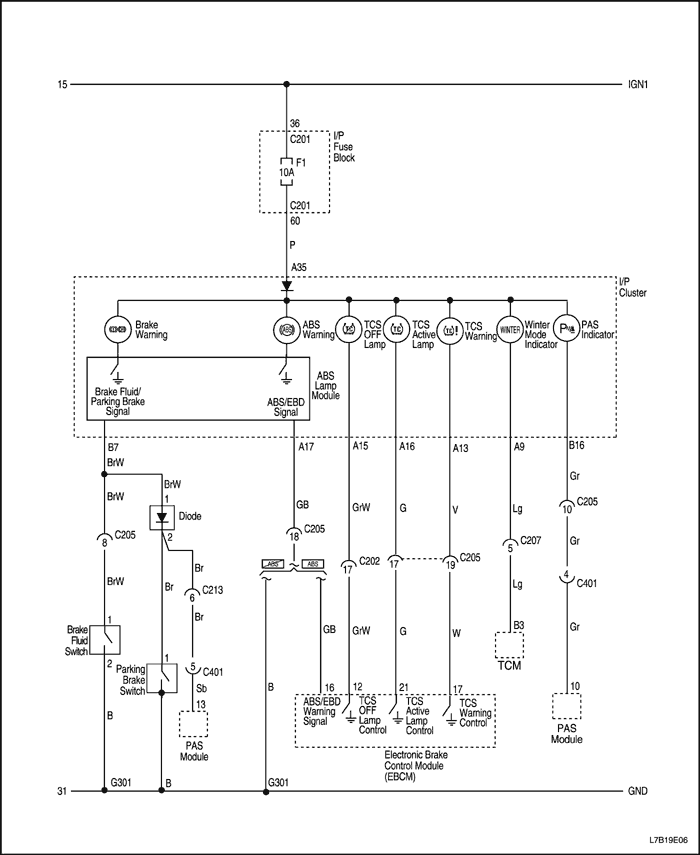 15
IGN1
36
C201
I/P
Fuse
Block
F1
10A
C201
60
P
A35
I/P
Cluster
Brake
Warning
ABS
Warning
TCS
OFF
Lamp
TCS
Active
Lamp
TCS
Warning
WINTER
Winter
Mode
Indicator
PAS
Indicator
Brake Fluid/
Parking Brake
Signal
ABS/EBD
Signal
ABS
Lamp
Module
B7
A17
A15
A16
A13
A9
B16
BrW
BrW
BrW
1
Diode
2
GB
GrW
G
V
Lg
Gr
10
C205
8
C205
18
C205
5
C207
Gr
ABS
ABS
17
C202
17
19
C205
4
C401
BrW
Br
Br
6
C213
Br
Lg
1
Brake
Fluid
Switch
2
GB
GrW
G
W
B3
TCM
Gr
1
Parking
Brake
Switch
5
C401
Sb
13
PAS
Module
B
B
16
12
21
17
10
ABS/EBD
Warning
Signal
TCS
OFF
Lamp
Control
TCS
Active
Lamp
Control
TCS
Warning
Control
PAS
Module
Electronic Brake
Control Module
(EBCM)
31
G301
B
G301
GND
L7B19E06